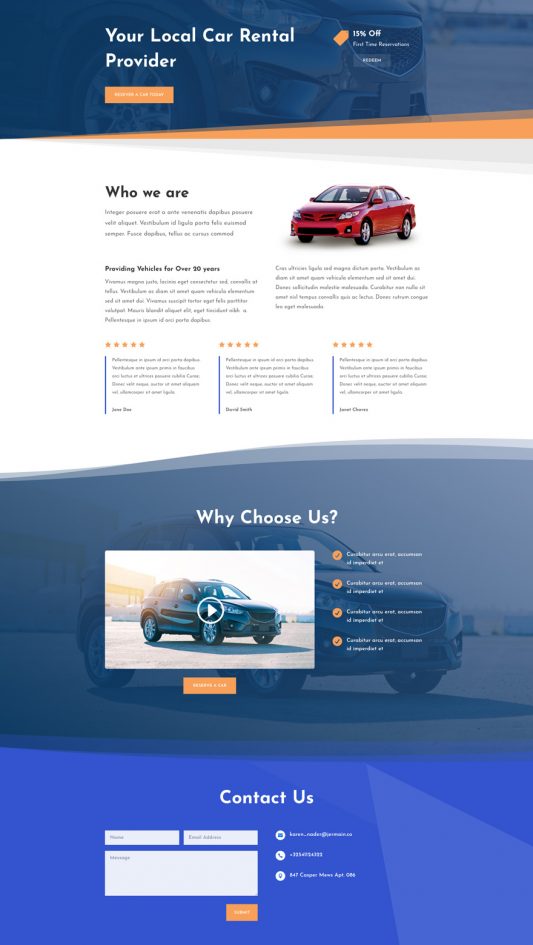 Your Local Car Rental
Provider
15% Off
First Time Reservations
REDEEM
RESERVER A CAR TODAY
Who we are
Integer posuere erat a ante venenatis dapibus posuere
velit aliquet. Vestibulum id ligula porta felis euismod
semper. Fusce dapibus, tellus ac cursus commodo
Providing Vehicles for Over 20 years
Vivamus magna justo, lacinia eget consectetur sed, convallis at
tellus. Vestibulum ac diam sit amet quam vehicula elementum
sed sit amet dui. Vivamus suscipit tortor eget felis porttitor
volutpat. Mauris blandit aliquet elit, eget tincidunt nibh a.
Pellentesque in ipsum id orci porta dapibus.
Cras ultricies ligula sed magna dictum porta. Vestibulum ac
diam sit amet quam vehicula elementum sed sit amet dui.
Donec sollicitudin molestie malesuada. Curabitur non nulla sit
amet nisl tempus convallis quis ac lectus. Donec rutrum congue
leo eget malesuada.
Pellentesque in ipsum id orci porta dapibus.
Vestibulum ante ipsum primis in faucibus
orci luctus et ultrices posuere cubilia Curae;
Donec velit neque, auctor sit amet aliquam
vel, ullamcorper sit amet ligula.
Jane Doe
Pellentesque in ipsum id orci porta dapibus.
Vestibulum ante ipsum primis in faucibus
orci luctus et ultrices posuere cubilia Curae;
Donec velit neque, auctor sit amet aliquam
vel, ullamcorper sit amet ligula.
David Smith
Pellentesque in ipsum id orci porta dapibus.
Vestibulum ante ipsum primis in faucibus
orci luctus et ultrices posuere cubilia Curae;
Donec velit neque, auctor sit amet aliquam
vel, ullamcorper sit amet ligula.
Janet Chavez
Why Choose Us?
Curabitur arcu erat, accumsan
id imperdiet et
Curabitur arcu erat, accumsan
id imperdiet et
Curabitur arcu erat, accumsan
id imperdiet et
Curabitur arcu erat, accumsan
id imperdiet et
RESERVE A CAR
Contact Us
Name
Email Address
Message
SUBMIT
karen_nader@jermain.co
+32541124322
847 Casper Mews Apt. 086